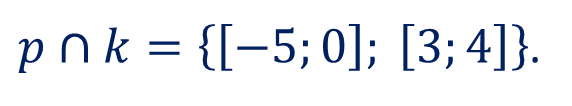 p ∩ k = {[−5; 0]; [3; 4]}.